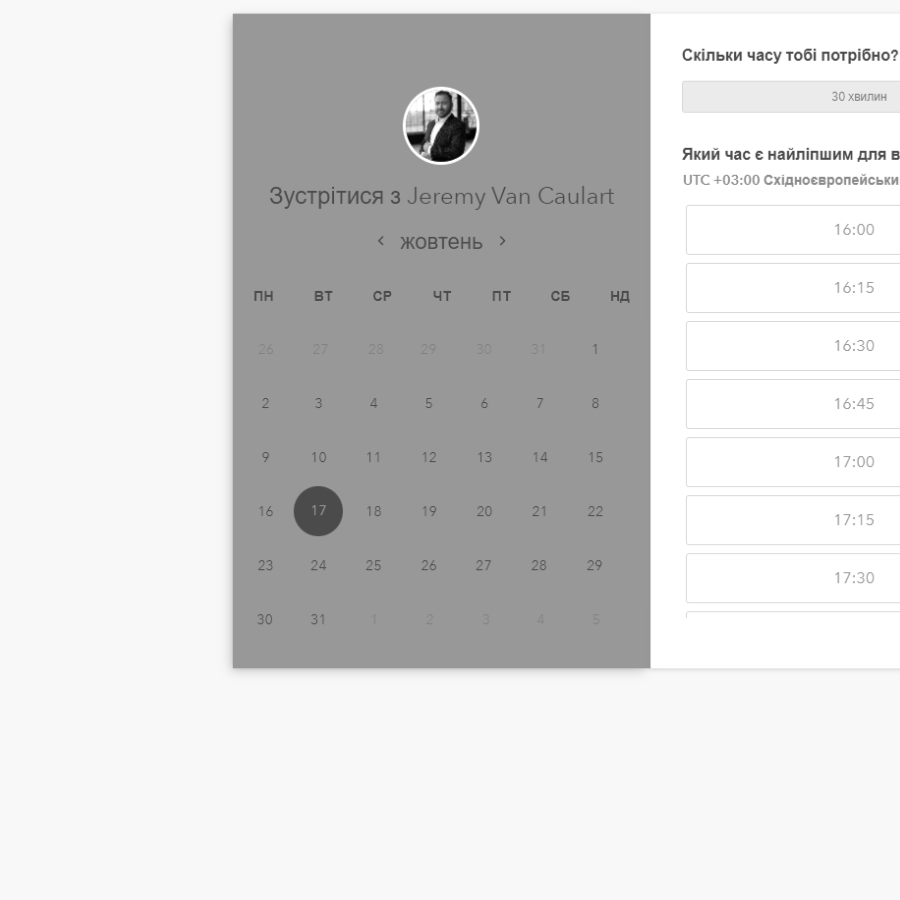 Зустрітися з Jeremy Van Caulart
жовтень
ПН ВТ СР ЧТ ПТ СБ НД
26 27 28 29 30 31 1
2 3 4 5 6 7 8
9 10 11 12 13 14 15
16 17 18 19 20 21 22
23 24 25 26 27 28 29
30 31 1 2 3 4 5
Скільки часу тобі потрібно?
30 хвилин
Який час є найліпшим для
UTC +03:00
16:00
16:15
16:30
16:45
17:00
17:15
17:30